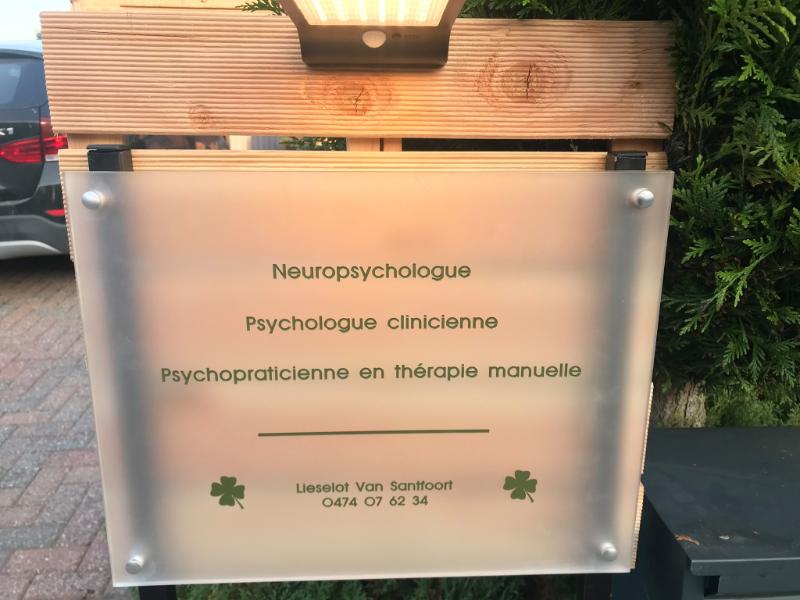 Neuropsychologue
Psychologue clinicienne
Psychopraticienne en thérapie manuelle
Lieselot Van Santfoort
0474 07 62 34